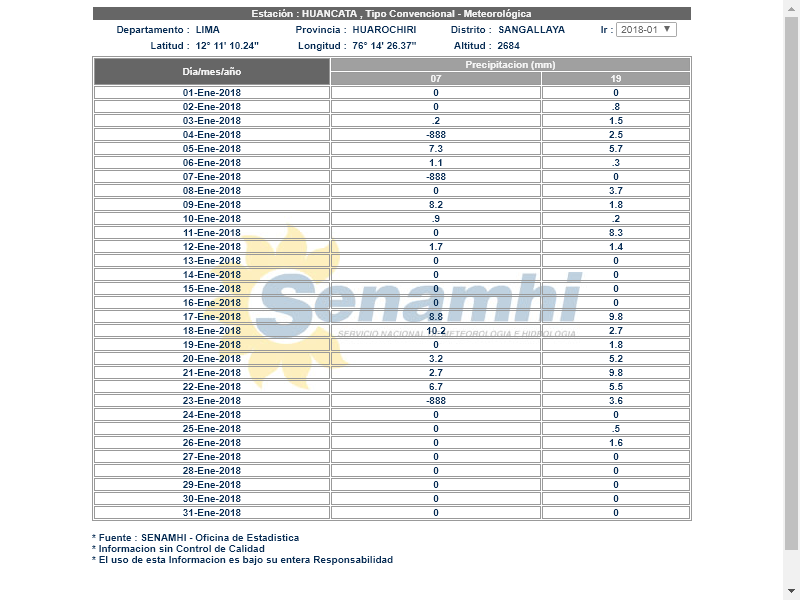 Estación : HUANCATA , Tipo Convencional - Meteorológica
Departamento : LIMA Provincia : HUAROCHIRI Distrito : SANGALLAYA Ir : 2018-01
Latitud : 12° 11' 10.24" Longitud : 76° 14' 26.37" Altitud : 2684
Dia/mes/año Precipitacion (mm)
07 19
01-Ene-2018 0 0
02-Ene-2018 0 .8
03-Ene-2018 .2 1.5
04-Ene-2018 -888 2.5
05-Ene-2018 7.3 5.7
06-Ene-2018 1.1 .3
07-Ene-2018 -888 0
08-Ene-2018 0 3.7
09-Ene-2018 8.2 1.8
10-Ene-2018 .9 .2
11-Ene-2018 0 8.3
12-Ene-2018 1.7 1.4
13-Ene-2018 0 0
14-Ene-2018 0 0
15-Ene-2018 0 0
16-Ene-2018 0 0
17-Ene-2018 8.8 9.8
18-Ene-2018 10.2 2.7
19-Ene-2018 0 1.8
20-Ene-2018 3.2 5.2
21-Ene-2018 2.7 9.8
22-Ene-2018 6.7 5.5
23-Ene-2018 -888 3.6
24-Ene-2018 0 0
25-Ene-2018 0 .5
26-Ene-2018 0 1.6
27-Ene-2018 0 0
28-Ene-2018 0 0
29-Ene-2018 0 0
30-Ene-2018 0 0
31-Ene-2018 0 0
Senamhi
SERVICIO NACIONAL DE METEOROLOGIA E HIDROLOGIA
* Fuente : SENAMHI - Oficina de Estadistica
* Informacion sin Control de Calidad
* El uso de esta Informacion es bajo su entera Responsabilidad